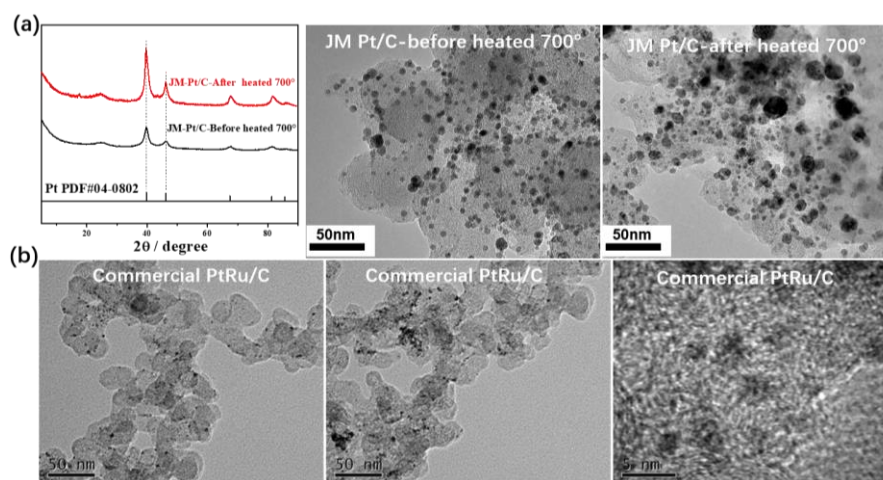 (a)
JM-Pt/C-After heated 700°
JM-Pt/C-Before heated 700°
Pt PDF#04-0802
20 40 60 80
2θ / degree
JM Pt/C-before heated 700°
50nm
JM Pt/C-after heated 700°
50nm
(b)
Commercial PtRu/C
50 nm
Commercial PtRu/C
50 nm
Commercial PtRu/C
5 nm